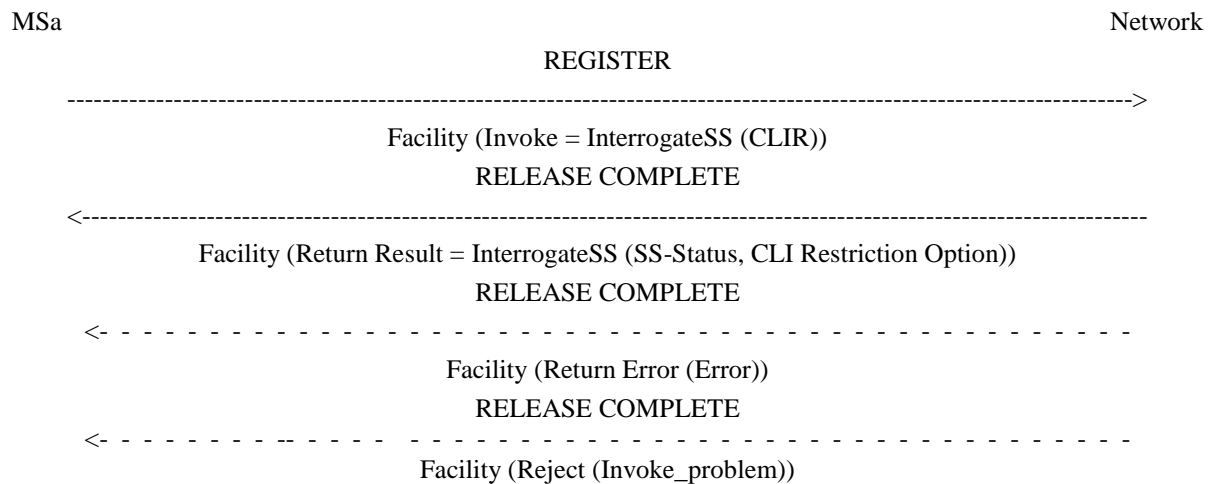 MSa Network
REGISTER
------------------------------------------------------------------------------------------------------------------------>
Facility (Invoke = InterrogateSS (CLIR))
RELEASE COMPLETE
<------------------------------------------------------------------------------------------------------------------------
Facility (Return Result = InterrogateSS (SS-Status, CLI Restriction Option))
RELEASE COMPLETE
<- - - - - - - - - - - - - - - - - - - - - - - - - - - - - - - - - - - - - - - - - - - - - - -
Facility (Return Error (Error))
RELEASE COMPLETE
<- - - - - - - - -- - - - - - - - - - - - - - - - - - - - - - - - - - - - - - - - - - - - - -
Facility (Reject (Invoke_problem))